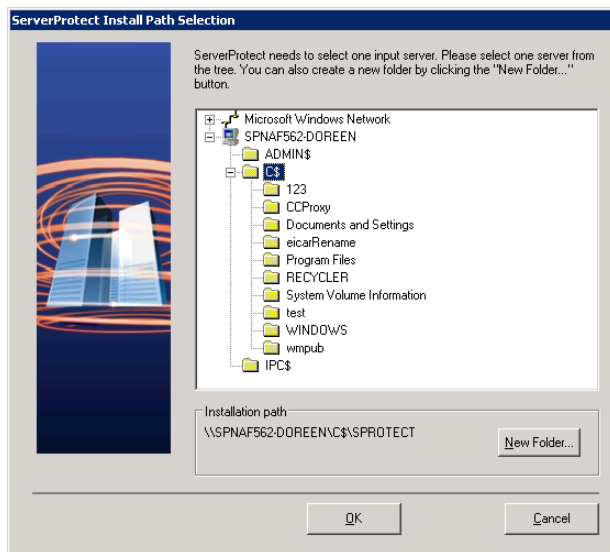 ServerProtect Install Path Selection
ServerProtect needs to select one input server. Please select one server from
the tree. You can also create a new folder by clicking the "New Folder..."
button.
Microsoft Windows Network
SPNAF562-DOREEN
ADMIN$
C$
123
CCProxy
Documents and Settings
eicarRename
Program Files
RECYCLER
System Volume Information
test
WINDOWS
wmpub
IPC$
Installation path
\\SPNAF562-DOREEN\C$\SPROTECT
New Folder...
OK
Cancel